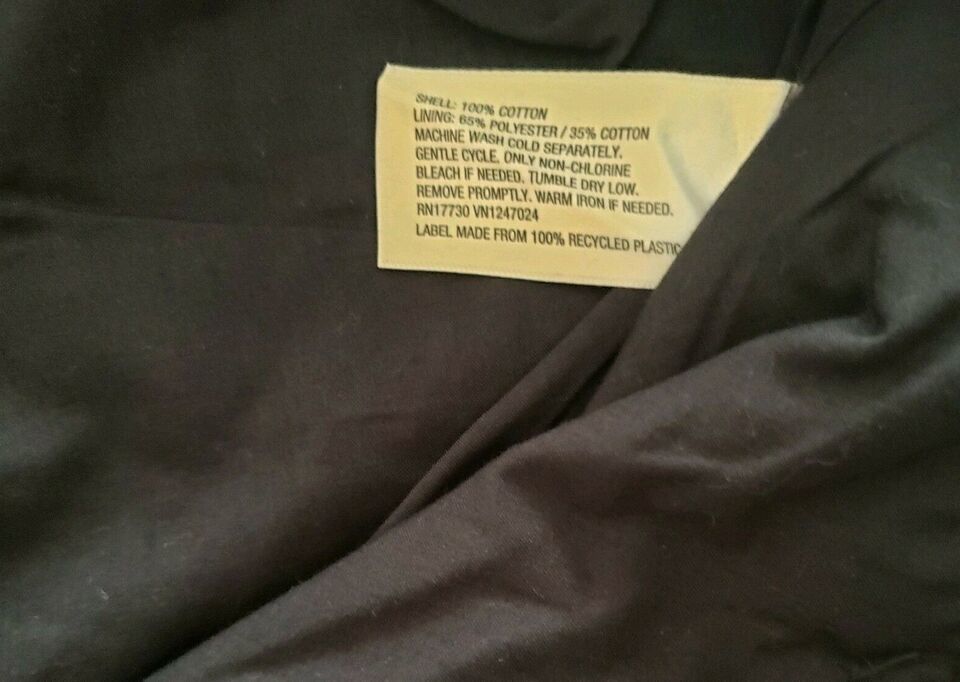 SHELL: 100% COTTON
LINING: 65% POLYESTER / 35% COTTON
MACHINE WASH COLD SEPARATELY.
GENTLE CYCLE. ONLY NON-CHLORINE
BLEACH IF NEEDED. TUMBLE DRY LOW.
REMOVE PROMPTLY. WARM IRON IF NEEDED.
RN17730 VN1247024
LABEL MADE FROM 100% RECYCLED PLASTIC